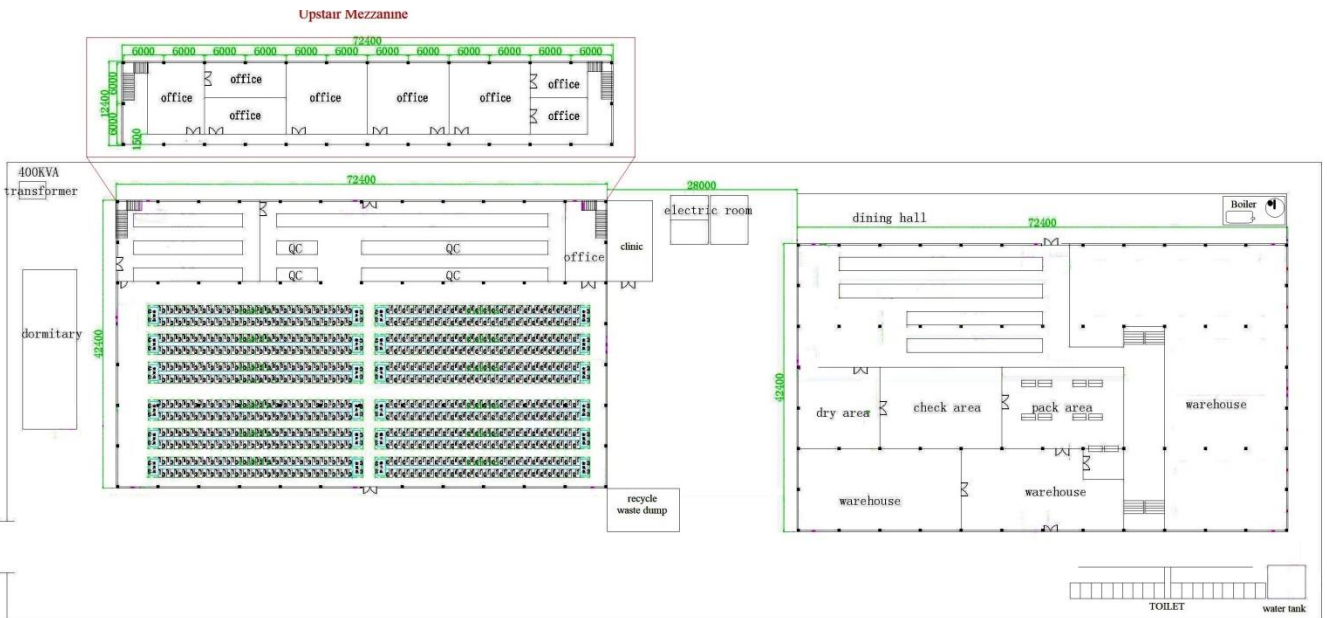 Upstair Mezzanine
72400
6000 6000 6000 6000 6000 6000 6000 6000 6000 6000 6000 6000
12400
6000
6000
1500
office
office
office
office
office
office
office
office
400KVA
transformer
72400
28000
electric room
clinic
office
QC
QC
QC
QC
42400
dormitary
recycle
waste dump
dining hall
Boiler
72400
42400
dry area
check area
pack area
warehouse
warehouse
warehouse
TOILET
water tank